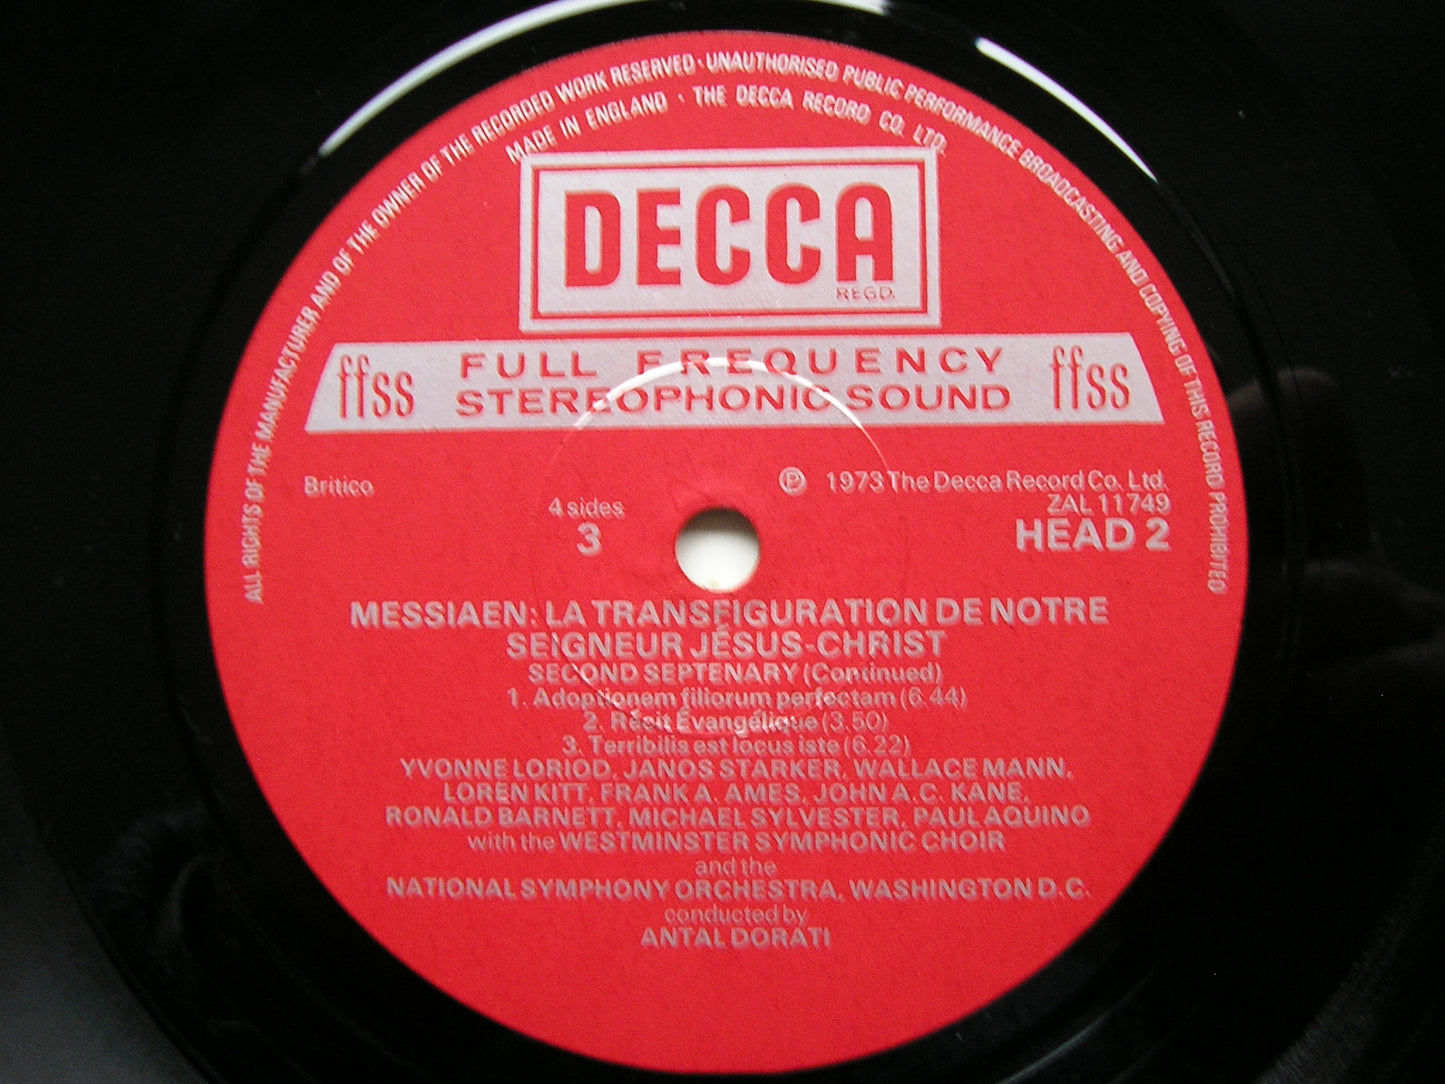 ALL RIGHTS OF THE MANUFACTURER AND OF THE OWNER OF THE RECORDED WORK RESERVED · UNAUTHORISED PUBLIC PERFORMANCE BROADCASTING AND COPYING OF THIS RECORD PROHIBITED
MADE IN ENGLAND · THE DECCA RECORD CO. LTD.
DECCA
REGD.
ffss FULL FREQUENCY STEREOPHONIC SOUND ffss
Britico
℗ 1973 The Decca Record Co. Ltd.
4 sides
ZAL 11749
3
HEAD 2
MESSIAEN: LA TRANSFIGURATION DE NOTRE
SEIGNEUR JÉSUS-CHRIST
SECOND SEPTENARY (Continued)
1. Adoptionem filiorum perfectam (6.44)
2. Récit Évangélique (3.50)
3. Terribilis est locus iste (6.22)
YVONNE LORIOD, JANOS STARKER, WALLACE MANN,
LOREN KITT, FRANK A. AMES, JOHN A.C. KANE,
RONALD BARNETT, MICHAEL SYLVESTER, PAUL AQUINO
with the WESTMINSTER SYMPHONIC CHOIR
and the
NATIONAL SYMPHONY ORCHESTRA, WASHINGTON D.C.
conducted by
ANTAL DORATI